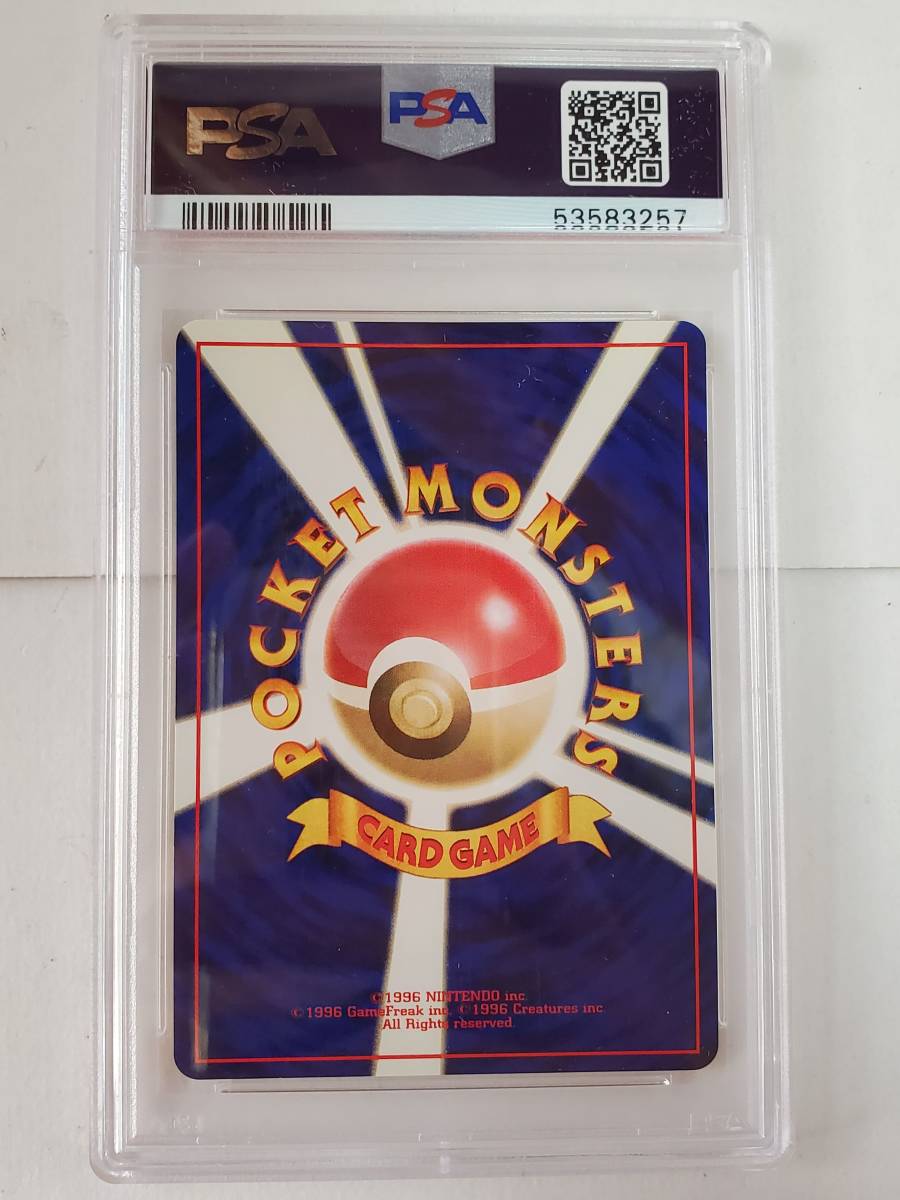 PSA
PSA
53583257
POCKET MONSTERS
CARD GAME
©1996 NINTENDO inc.
©1996 GameFreak inc. ©1996 Creatures inc.
All Rights reserved.